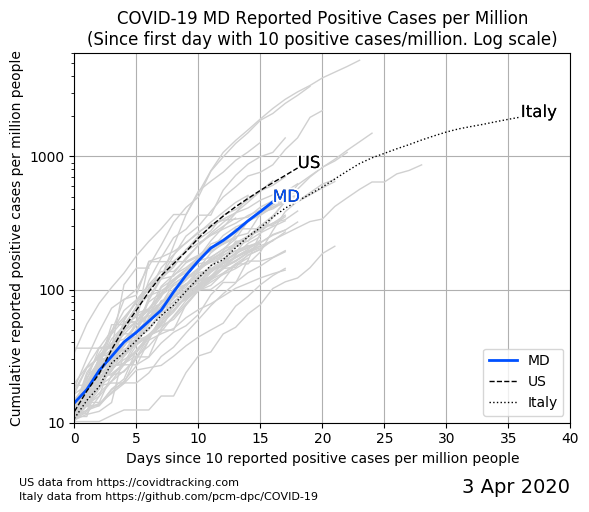 COVID-19 MD Reported Positive Cases per Million
(Since first day with 10 positive cases/million. Log scale)
Cumulative reported positive cases per million people
1000
100
10
Italy
US
MD
MD
US
Italy
0 5 10 15 20 25 30 35 40
Days since 10 reported positive cases per million people
US data from https://covidtracking.com
Italy data from https://github.com/pcm-dpc/COVID-19
3 Apr 2020